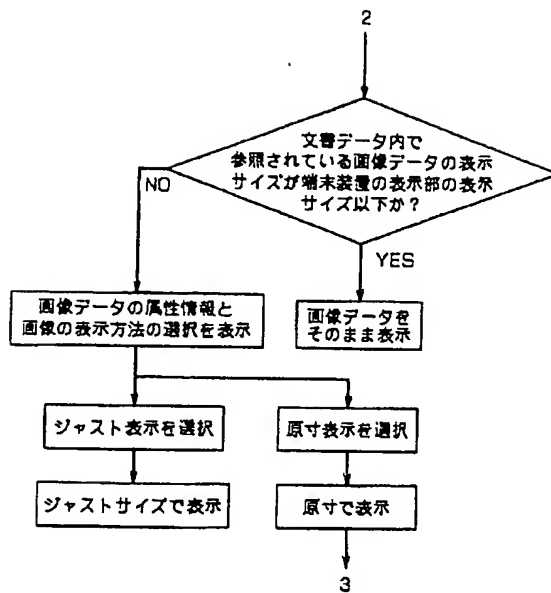 2
文書データ内で
参照されている画像データの表示
サイズが端末装置の表示部の表示
サイズ以下か？
NO
YES
画像データの属性情報と
画像の表示方法の選択を表示
画像データを
そのまま表示
ジャスト表示を選択
原寸表示を選択
ジャストサイズで表示
原寸で表示
3